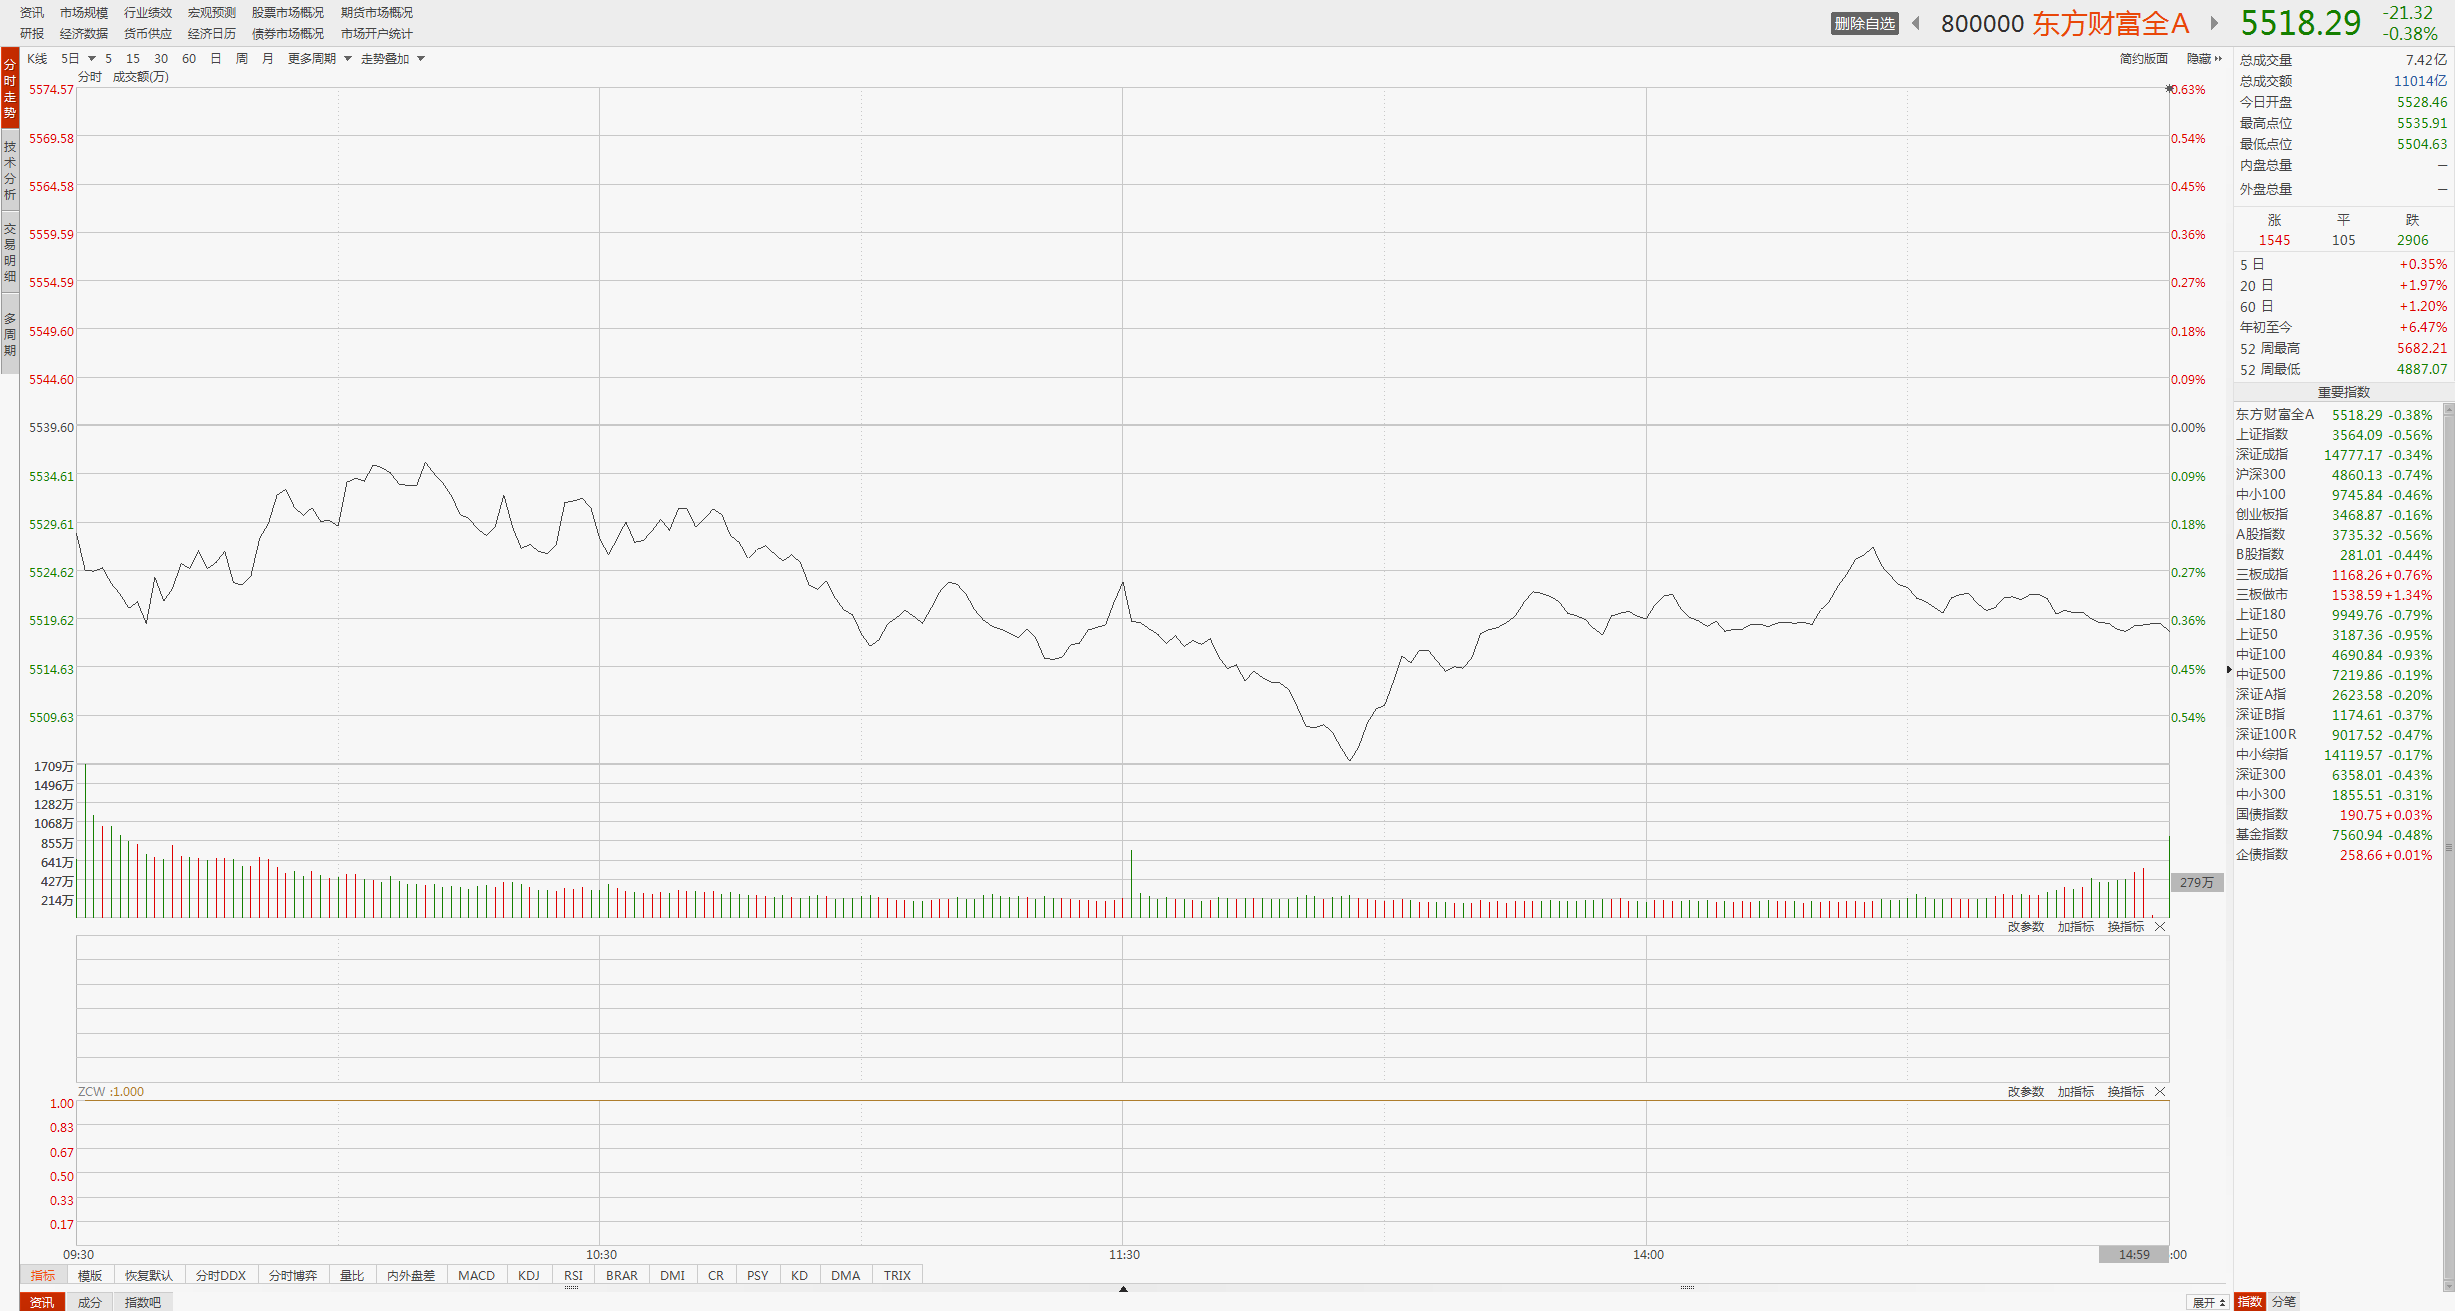 资讯 市场规模 行业绩效 宏观预测 股票市场概况 期货市场概况
研报 经济数据 货币供应 经济日历 债券市场概况 市场开户统计
删除自选 800000 东方财富全A 5518.29 -21.32 -0.38%
分时走势
技术分析
交易明细
多周期
K线 5日 5 15 30 60 日 周 月 更多周期 走势叠加 简约版面 隐藏
分时 成交额(万)
5574.57 0.63%
5569.58 0.54%
5564.58 0.45%
5559.59 0.36%
5554.59 0.27%
5549.60 0.18%
5544.60 0.09%
5539.60 0.00%
5534.61 0.09%
5529.61 0.18%
5524.62 0.27%
5519.62 0.36%
5514.63 0.45%
5509.63 0.54%
1709万
1496万
1282万
1068万
855万
641万
427万
214万
279万
改参数 加指标 换指标
ZCW :1.000 改参数 加指标 换指标
1.00
0.83
0.67
0.50
0.33
0.17
09:30 10:30 11:30 14:00 14:59 :00
指标 模版 恢复默认 分时DDX 分时博弈 量比 内外盘差 MACD KDJ RSI BRAR DMI CR PSY KD DMA TRIX
资讯 成分 指数吧 展开
总成交量 7.42亿
总成交额 11014亿
今日开盘 5528.46
最高点位 5535.91
最低点位 5504.63
内盘总量 —
外盘总量 —
涨 平 跌
1545 105 2906
5 日 +0.35%
20 日 +1.97%
60 日 +1.20%
年初至今 +6.47%
52 周最高 5682.21
52 周最低 4887.07
重要指数
东方财富全A 5518.29 -0.38%
上证指数 3564.09 -0.56%
深证成指 14777.17 -0.34%
沪深300 4860.13 -0.74%
中小100 9745.84 -0.46%
创业板指 3468.87 -0.16%
A股指数 3735.32 -0.56%
B股指数 281.01 -0.44%
三板成指 1168.26 +0.76%
三板做市 1538.59 +1.34%
上证180 9949.76 -0.79%
上证50 3187.36 -0.95%
中证100 4690.84 -0.93%
中证500 7219.86 -0.19%
深证A指 2623.58 -0.20%
深证B指 1174.61 -0.37%
深证100R 9017.52 -0.47%
中小综指 14119.57 -0.17%
深证300 6358.01 -0.43%
中小300 1855.51 -0.31%
国债指数 190.75 +0.03%
基金指数 7560.94 -0.48%
企债指数 258.66 +0.01%
指数 分笔